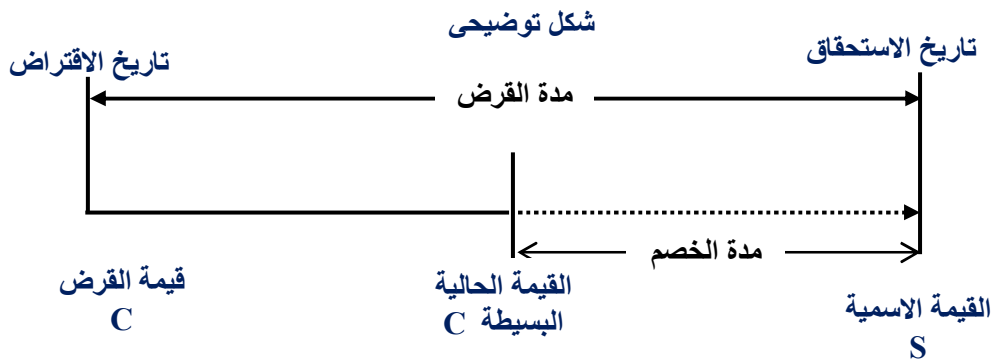 شكل توضيحى
تاريخ الاستحقاق
تاريخ الاقتراض
مدة القرض
مدة الخصم
القيمة الاسمية
S
القيمة الحالية
البسيطة C
قيمة القرض
C